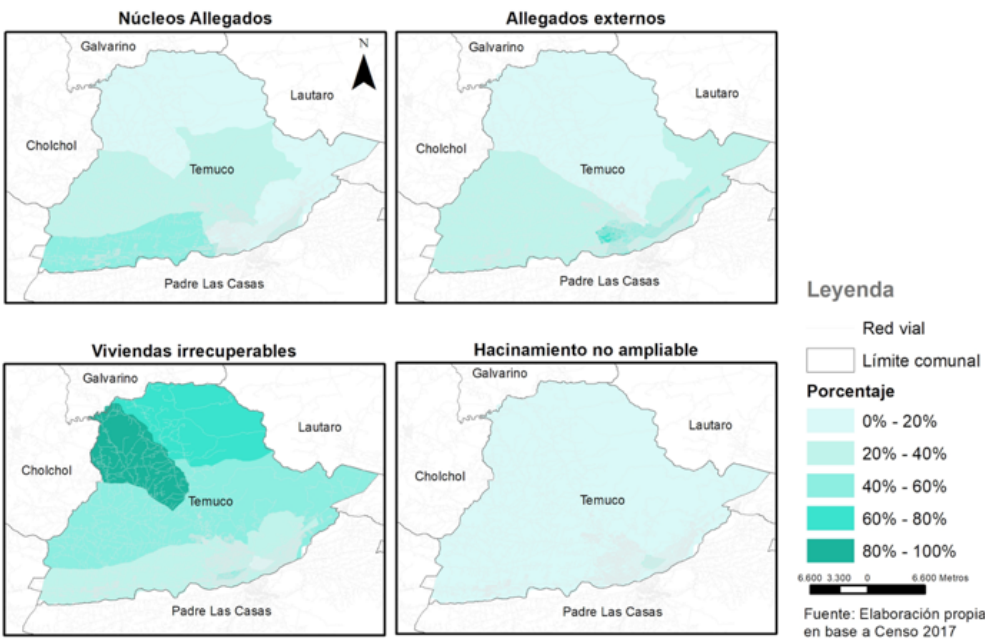 Núcleos Allegados
Galvarino
N
Lautaro
Cholchol
Temuco
Padre Las Casas
Allegados externos
Galvarino
Lautaro
Cholchol
Temuco
Padre Las Casas
Viviendas irrecuperables
Galvarino
Lautaro
Cholchol
Temuco
Padre Las Casas
Hacinamiento no ampliable
Galvarino
Lautaro
Cholchol
Temuco
Padre Las Casas
Leyenda
Red vial
Límite comunal
Porcentaje
0% - 20%
20% - 40%
40% - 60%
60% - 80%
80% - 100%
6.600 3.300 0 6.600 Metros
Fuente: Elaboración propia
en base a Censo 2017